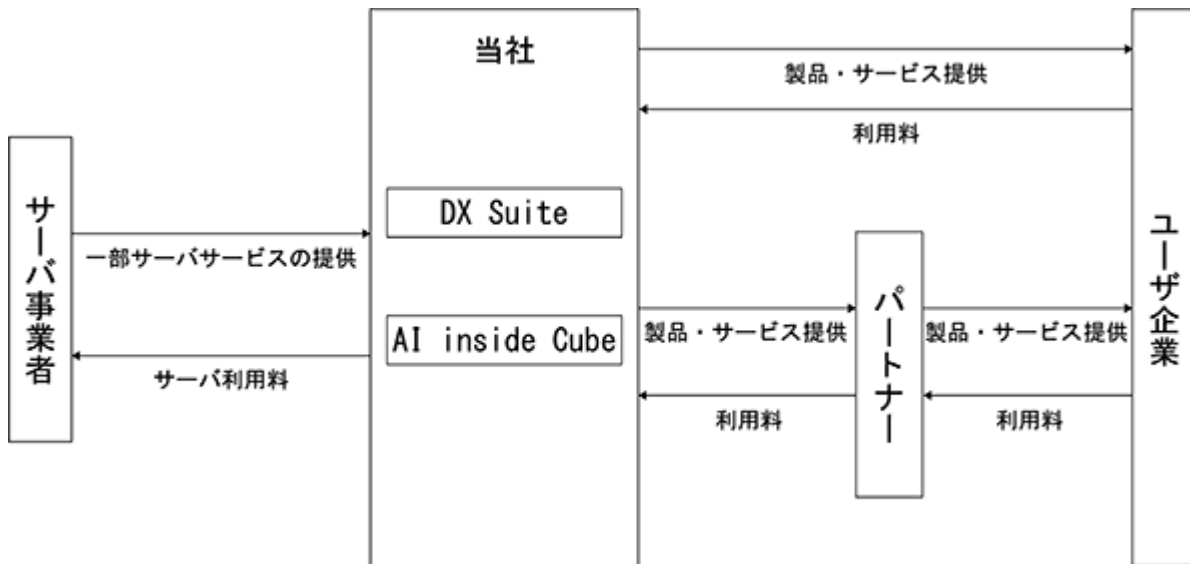 当社
製品・サービス提供
利用料
サーバ事業者
DX Suite
一部サーバサービスの提供
AI inside Cube
サーバ利用料
製品・サービス提供
利用料
パートナー
製品・サービス提供
利用料
ユーザ企業